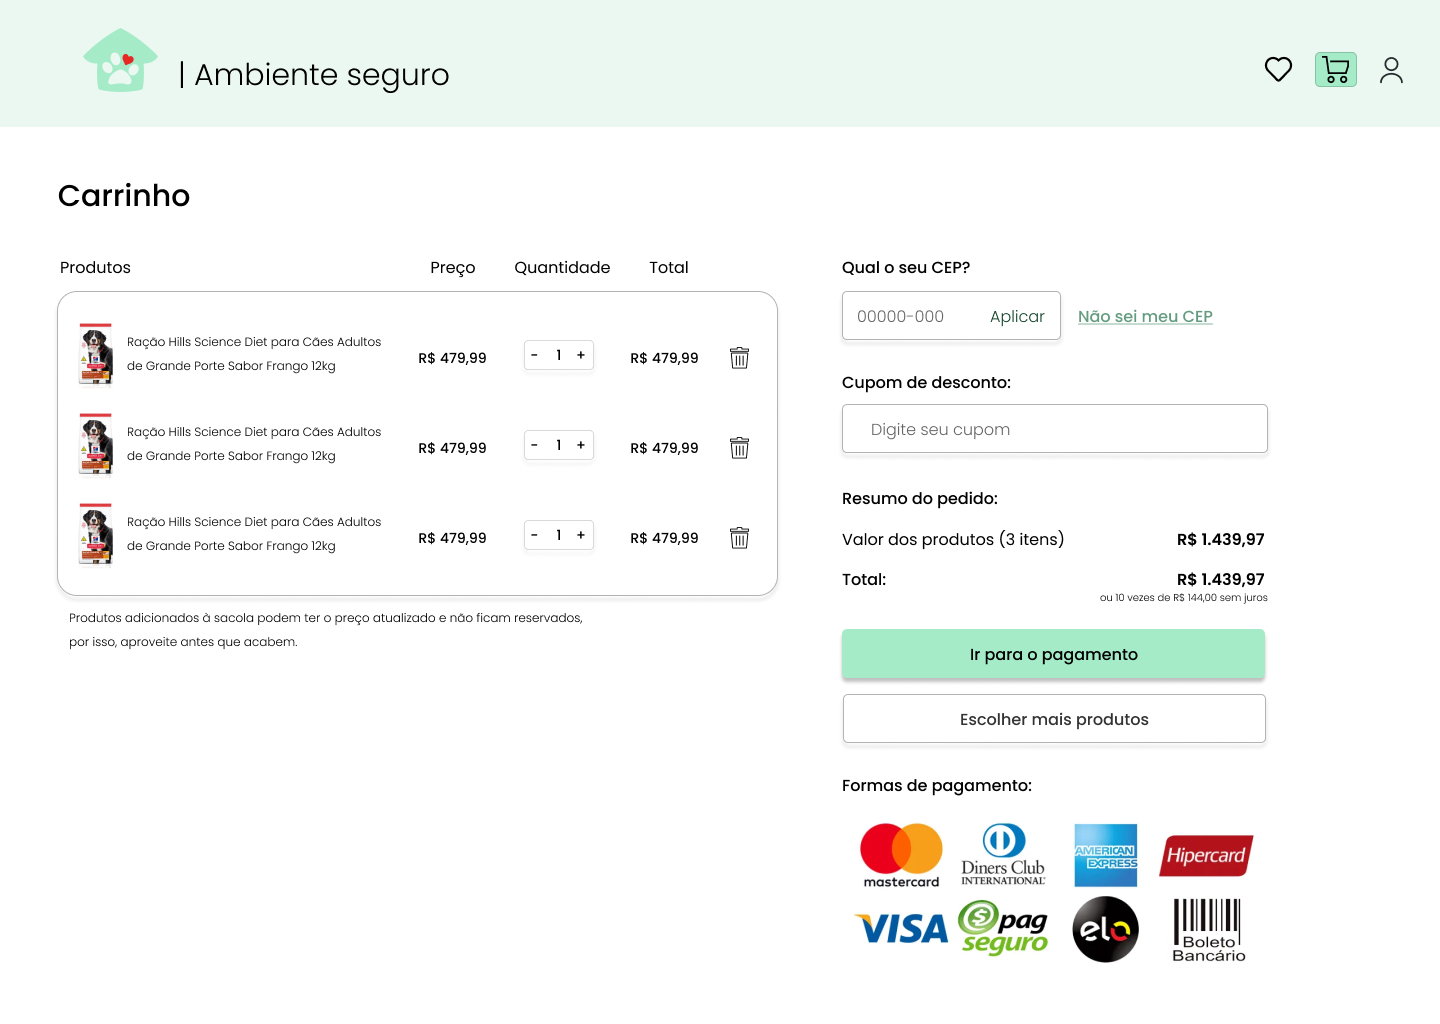 | Ambiente seguro
Carrinho
Produtos Preço Quantidade Total
Ração Hills Science Diet para Cães Adultos
de Grande Porte Sabor Frango 12kg
R$ 479,99 - 1 + R$ 479,99
Ração Hills Science Diet para Cães Adultos
de Grande Porte Sabor Frango 12kg
R$ 479,99 - 1 + R$ 479,99
Ração Hills Science Diet para Cães Adultos
de Grande Porte Sabor Frango 12kg
R$ 479,99 - 1 + R$ 479,99
Produtos adicionados à sacola podem ter o preço atualizado e não ficam reservados,
por isso, aproveite antes que acabem.
Qual o seu CEP?
00000-000 Aplicar Não sei meu CEP
Cupom de desconto:
Digite seu cupom
Resumo do pedido:
Valor dos produtos (3 itens) R$ 1.439,97
Total: R$ 1.439,97
ou 10 vezes de R$ 144,00 sem juros
Ir para o pagamento
Escolher mais produtos
Formas de pagamento:
mastercard
Diners Club
INTERNATIONAL®
AMERICAN
EXPRESS
Hipercard
VISA
pag
seguro
elo
Boleto
Bancário